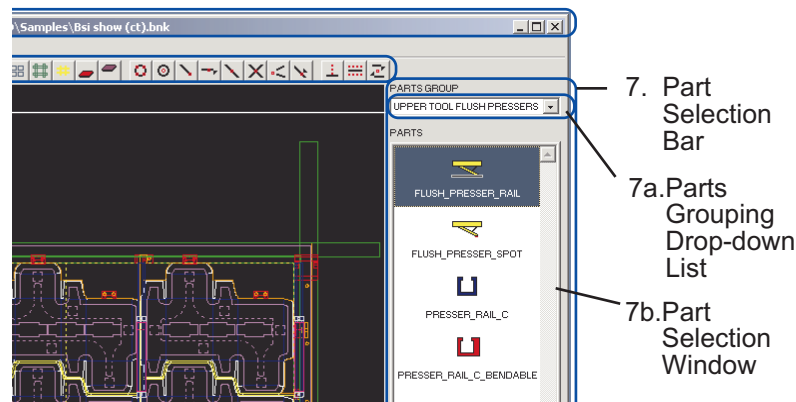 \Samples\Bsi show (ct).bnk
PARTS GROUP
UPPER TOOL FLUSH PRESSERS
PARTS
FLUSH_PRESSER_RAIL
FLUSH_PRESSER_SPOT
PRESSER_RAIL_C
PRESSER_RAIL_C_BENDABLE
7. Part
Selection
Bar
7a.Parts
Grouping
Drop-down
List
7b.Part
Selection
Window